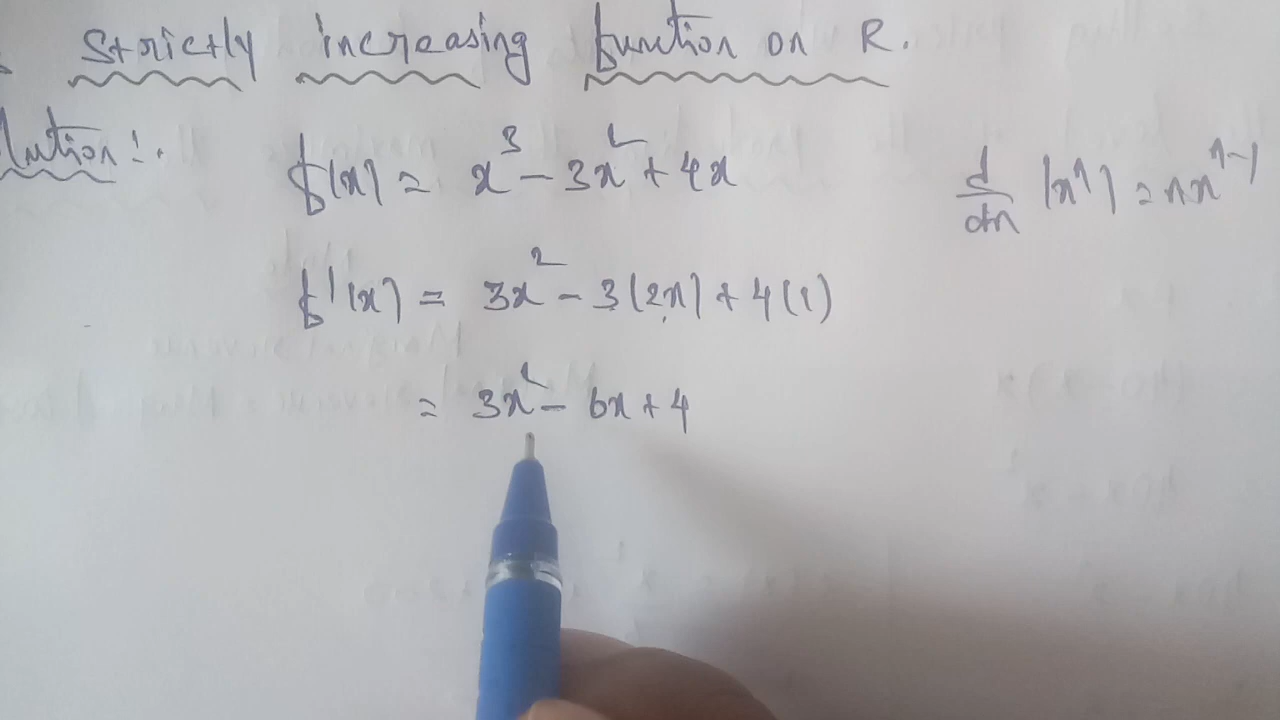 Strictly increasing function on R.
lution:.
f(x) = x³ - 3x² + 4x
d/dn (xⁿ) = nxⁿ⁻¹
f'(x) = 3x² - 3(2x) + 4(1)
= 3x² - 6x + 4